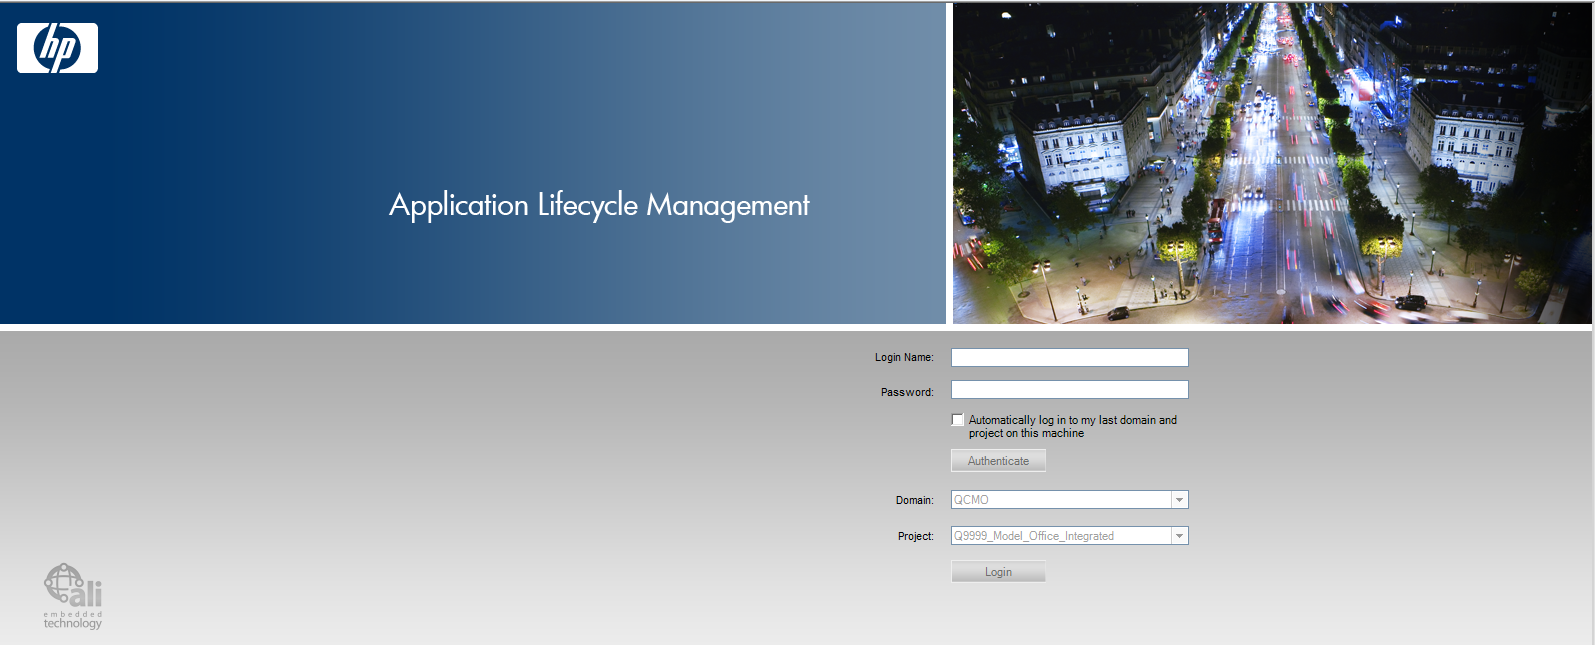 hp
Application Lifecycle Management
Login Name:
Password:
Automatically log in to my last domain and
project on this machine
Authenticate
Domain: QCMO
Project: Q9999_Model_Office_Integrated
Login
ali
embedded
technology